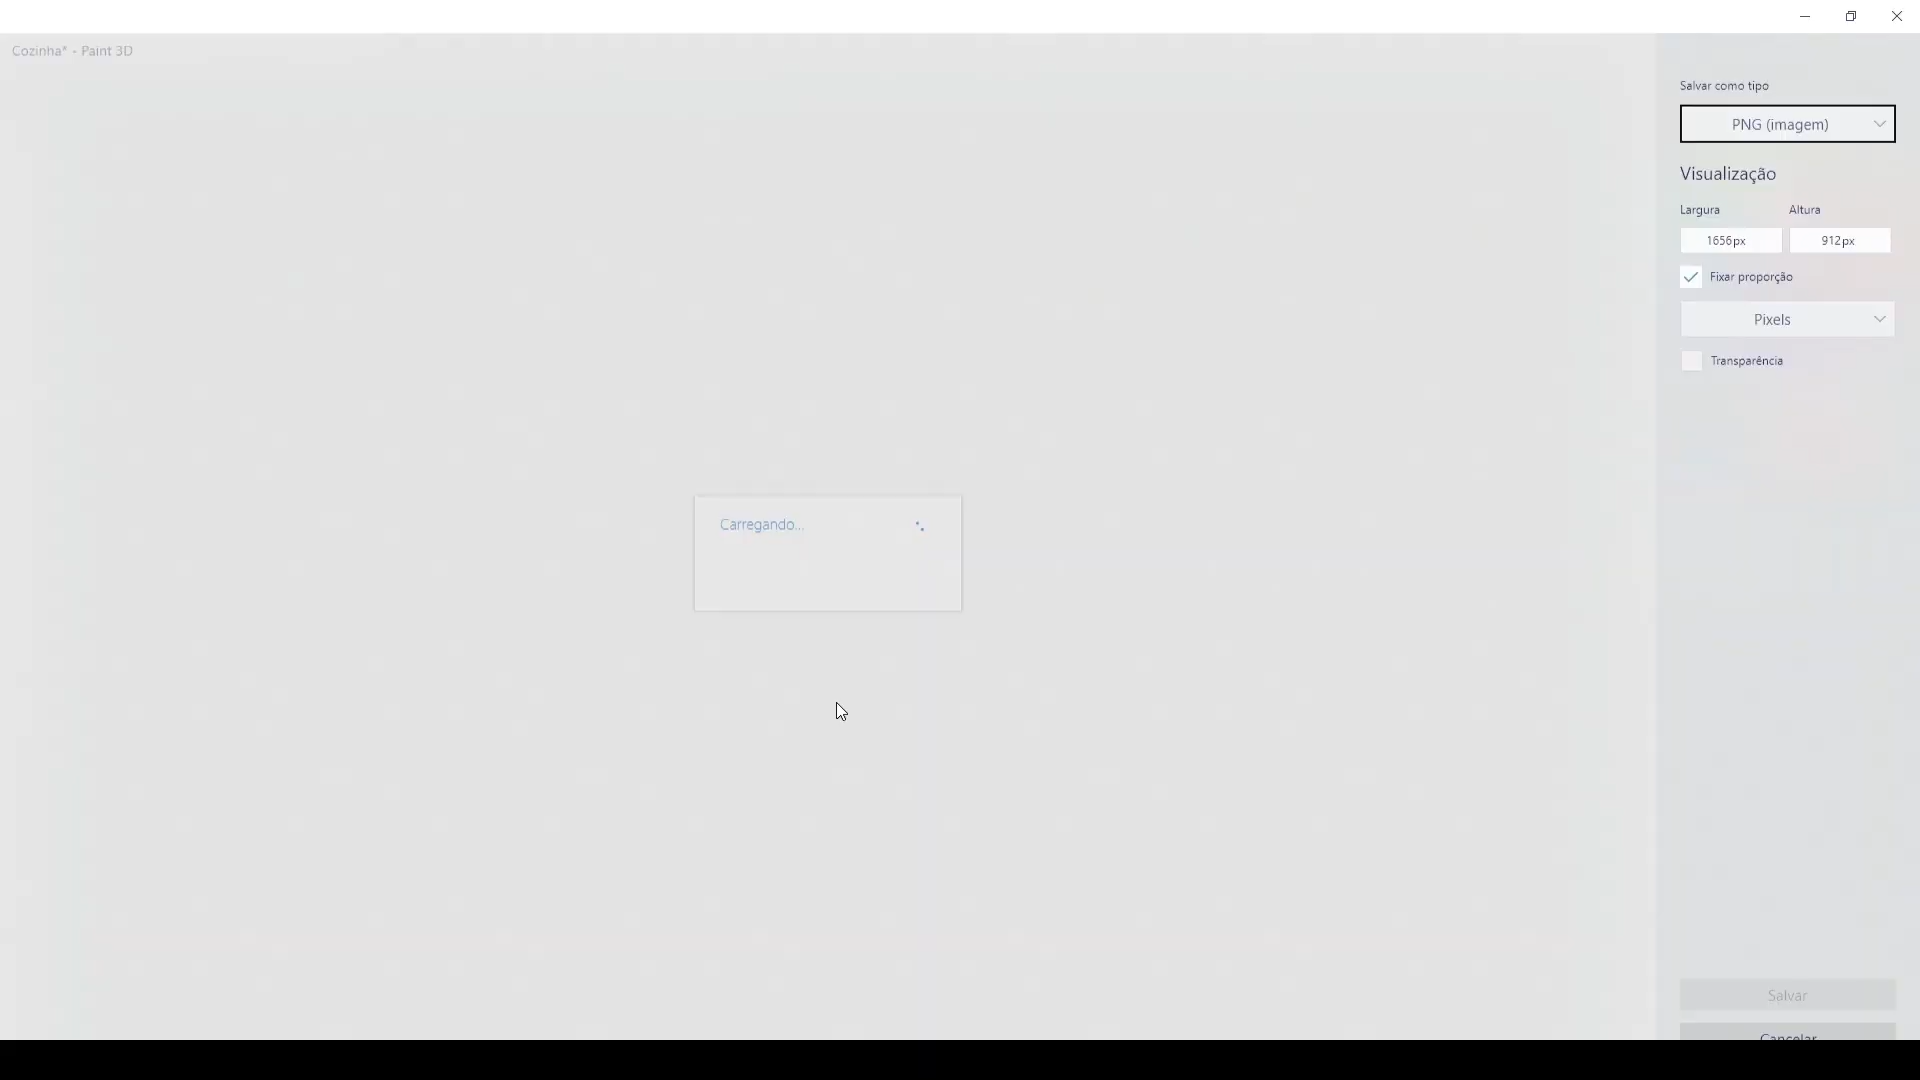 Cozinha* - Paint 3D
Salvar como tipo
PNG (imagem)
Visualização
Largura Altura
1656px 912px
Fixar proporção
Pixels
Transparência
Carregando...
Salvar
Cancelar